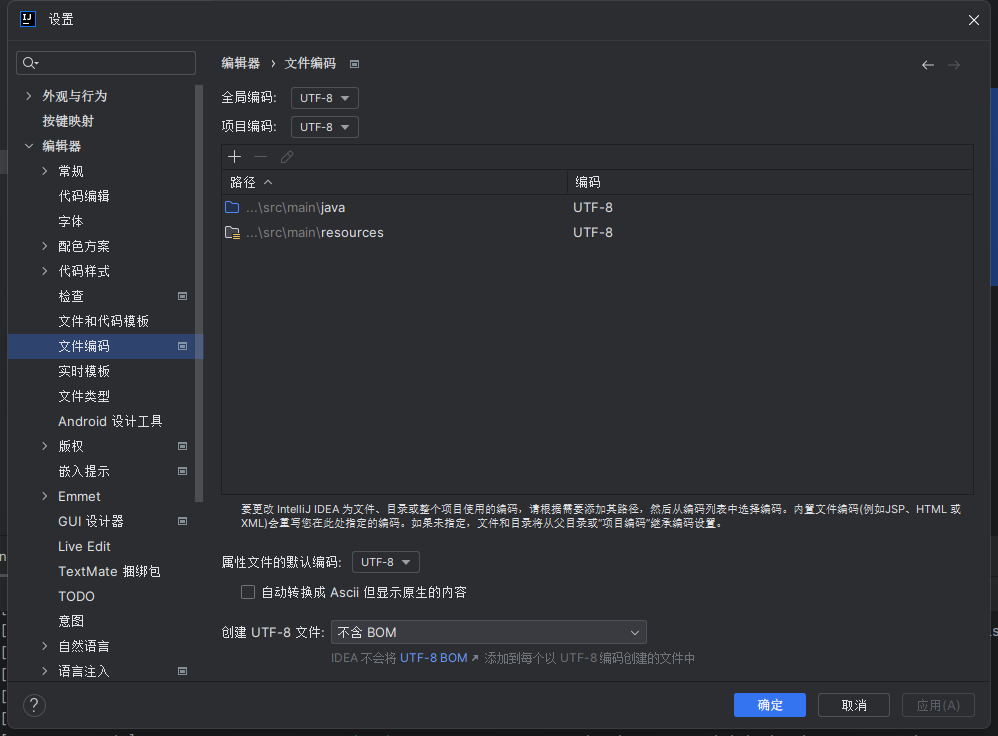 设置
编辑器 › 文件编码
全局编码: UTF-8
项目编码: UTF-8
路径 编码
...\src\main\java UTF-8
...\src\main\resources UTF-8
要更改 IntelliJ IDEA 为文件、目录或整个项目使用的编码，请根据需要添加其路径，然后从编码列表中选择编码。内置文件编码(例如JSP、HTML 或
XML)会重写您在此处指定的编码。如果未指定，文件和目录将从父目录或“项目编码”继承编码设置。
属性文件的默认编码: UTF-8
自动转换成 Ascii 但显示原生的内容
创建 UTF-8 文件: 不含 BOM
IDEA 不会将 UTF-8 BOM ↗ 添加到每个以 UTF-8 编码创建的文件中
外观与行为
按键映射
编辑器
常规
代码编辑
字体
配色方案
代码样式
检查
文件和代码模板
文件编码
实时模板
文件类型
Android 设计工具
版权
嵌入提示
Emmet
GUI 设计器
Live Edit
TextMate 捆绑包
TODO
意图
自然语言
语言注入
?
确定 取消 应用(A)